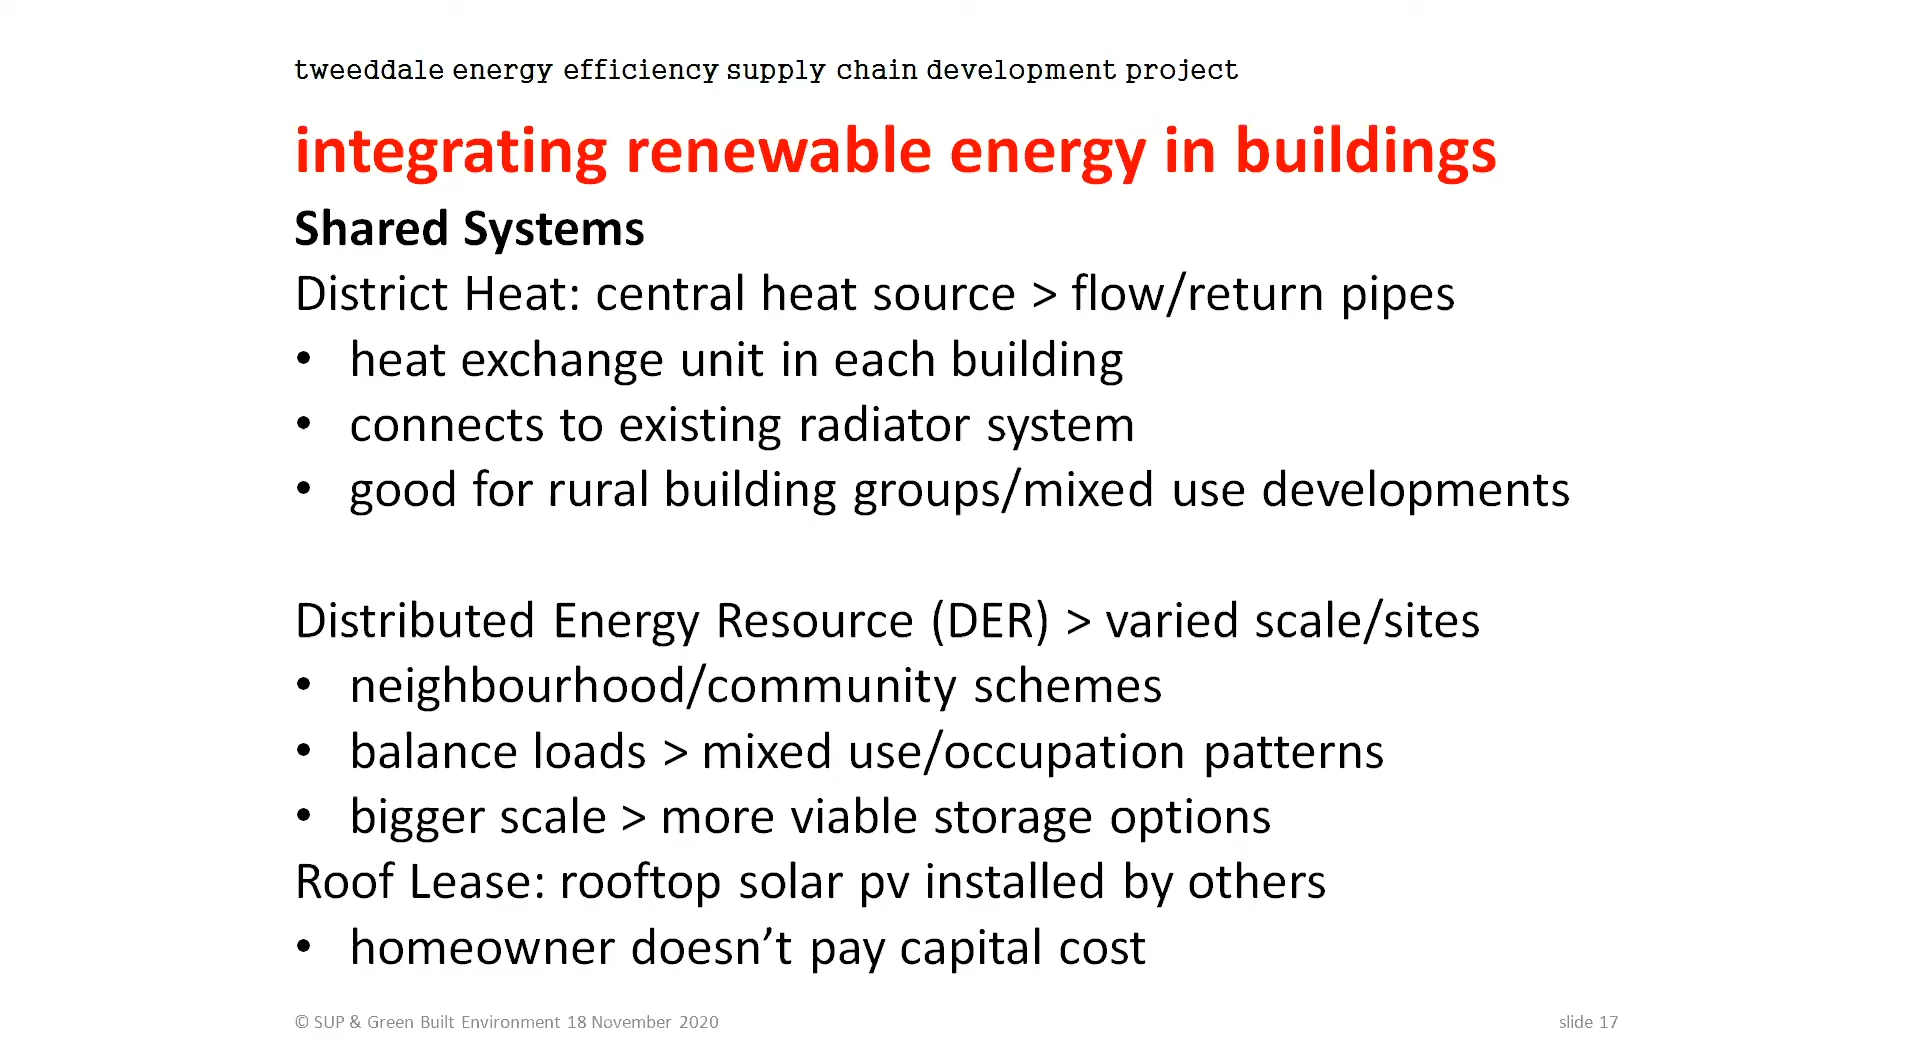 tweeddale energy efficiency supply chain development project
integrating renewable energy in buildings
Shared Systems
District Heat: central heat source > flow/return pipes
• heat exchange unit in each building
• connects to existing radiator system
• good for rural building groups/mixed use developments
Distributed Energy Resource (DER) > varied scale/sites
• neighbourhood/community schemes
• balance loads > mixed use/occupation patterns
• bigger scale > more viable storage options
Roof Lease: rooftop solar pv installed by others
• homeowner doesn’t pay capital cost
© SUP & Green Built Environment 18 November 2020
slide 17